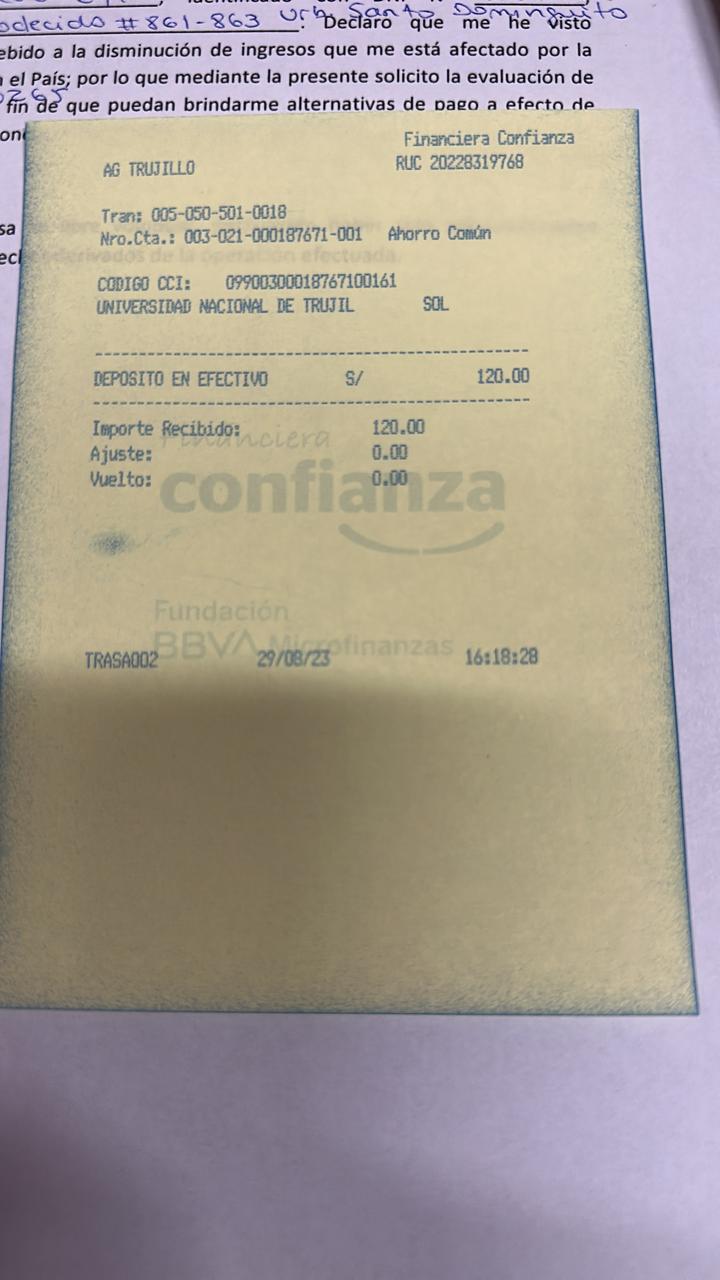 # 861-863 Urb Santo Dominguito
. Declaro que me he visto
ebido a la disminución de ingresos que me está afectado por la
el País; por lo que mediante la presente solicito la evaluación de
fin de que puedan brindarme alternativas de pago a efecto de
Financiera Confianza
AG TRUJILLO RUC 20228319768
Tran: 005-050-501-0018
Nro.Cta.: 003-021-000187671-001 Ahorro Común
derivados de la operación efectuada.
CODIGO CCI: 09900300018767100161
UNIVERSIDAD NACIONAL DE TRUJIL SOL
DEPOSITO EN EFECTIVO S/ 120.00
Importe Recibido: 120.00
Financiera
Ajuste: 0.00
Vuelto: 0.00
confianza
Fundación
BBVA Microfinanzas
TRASA002 29/08/23 16:18:28